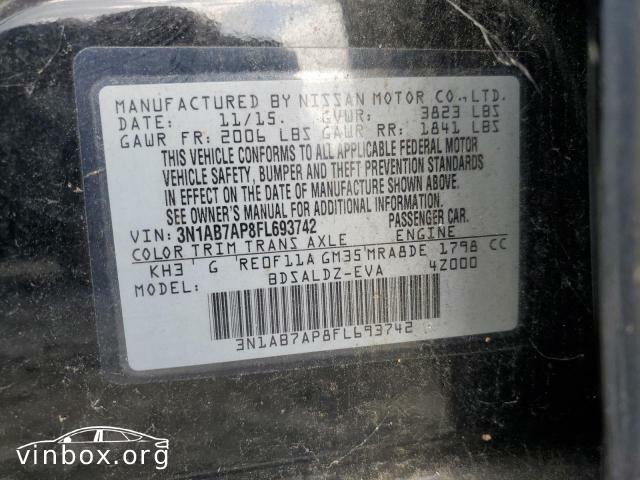 MANUFACTURED BY NISSAN MOTOR CO., LTD.
DATE: 11/15. GVWR: 3823 LBS
GAWR FR: 2006 LBS GAWR RR: 1841 LBS
THIS VEHICLE CONFORMS TO ALL APPLICABLE FEDERAL MOTOR
VEHICLE SAFETY, BUMPER AND THEFT PREVENTION STANDARDS
IN EFFECT ON THE DATE OF MANUFACTURE SHOWN ABOVE.
SEE OWNER'S MANUAL FOR ADDITIONAL INFORMATION.
VIN: 3N1AB7AP8FL693742 PASSENGER CAR.
COLOR TRIM TRANS AXLE ENGINE
KH3 G RE0F11A GM35 MRA8DE 1798 CC
MODEL: BDSALDZ-EVA 4Z000
3N1AB7AP8FL693742
vinbox.org